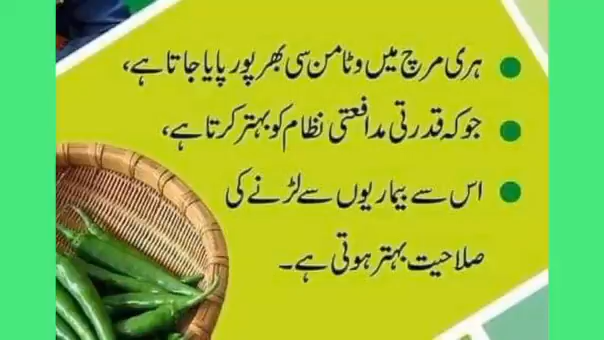 ہری مرچ میں وٹامن سی بھرپور پایا جاتا ہے،
جو کہ قدرتی مدافعتی نظام کو بہتر کرتا ہے،
اس سے بیماریوں سے لڑنے کی
صلاحیت بہتر ہوتی ہے۔